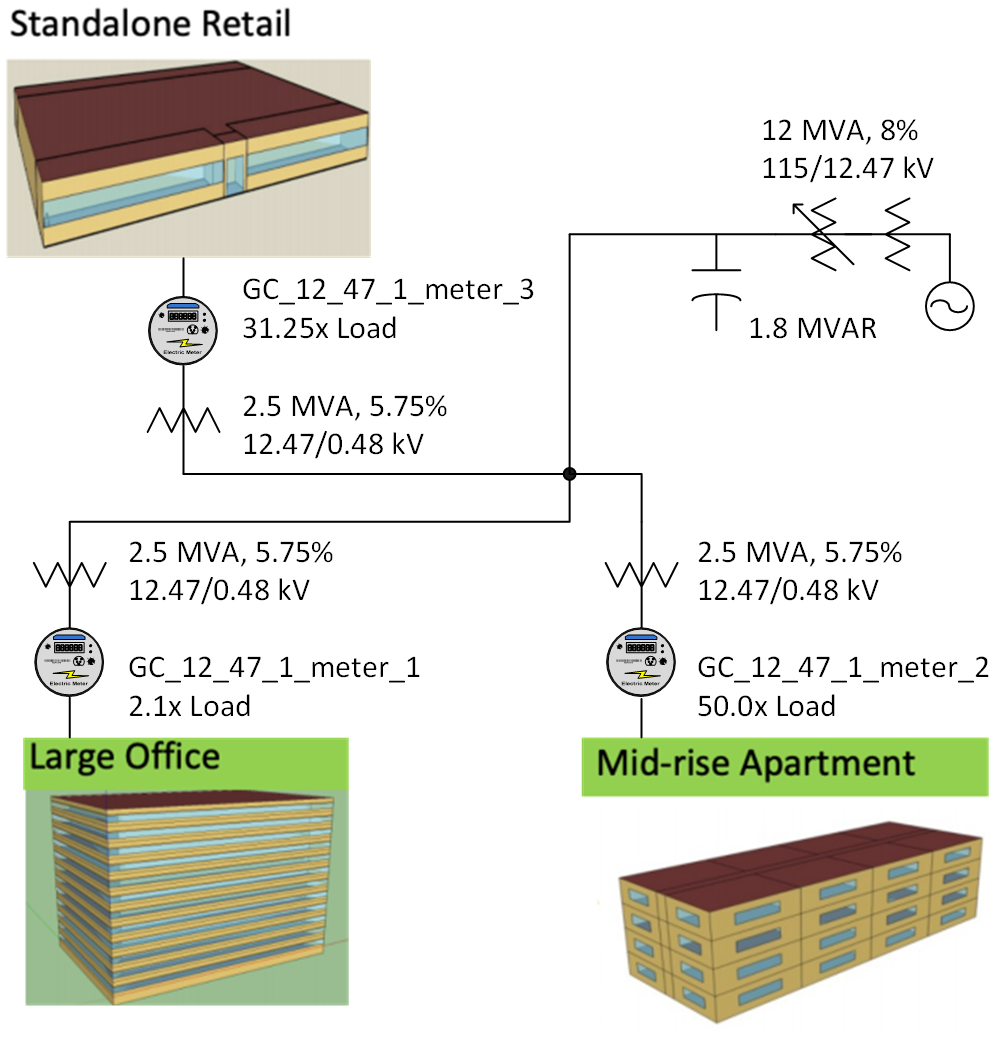 Standalone Retail
12 MVA, 8%
115/12.47 kV
GC_12_47_1_meter_3
31.25x Load
1.8 MVAR
Electric Meter
2.5 MVA, 5.75%
12.47/0.48 kV
2.5 MVA, 5.75%
12.47/0.48 kV
2.5 MVA, 5.75%
12.47/0.48 kV
Electric Meter
GC_12_47_1_meter_1
2.1x Load
Electric Meter
GC_12_47_1_meter_2
50.0x Load
Large Office
Mid-rise Apartment